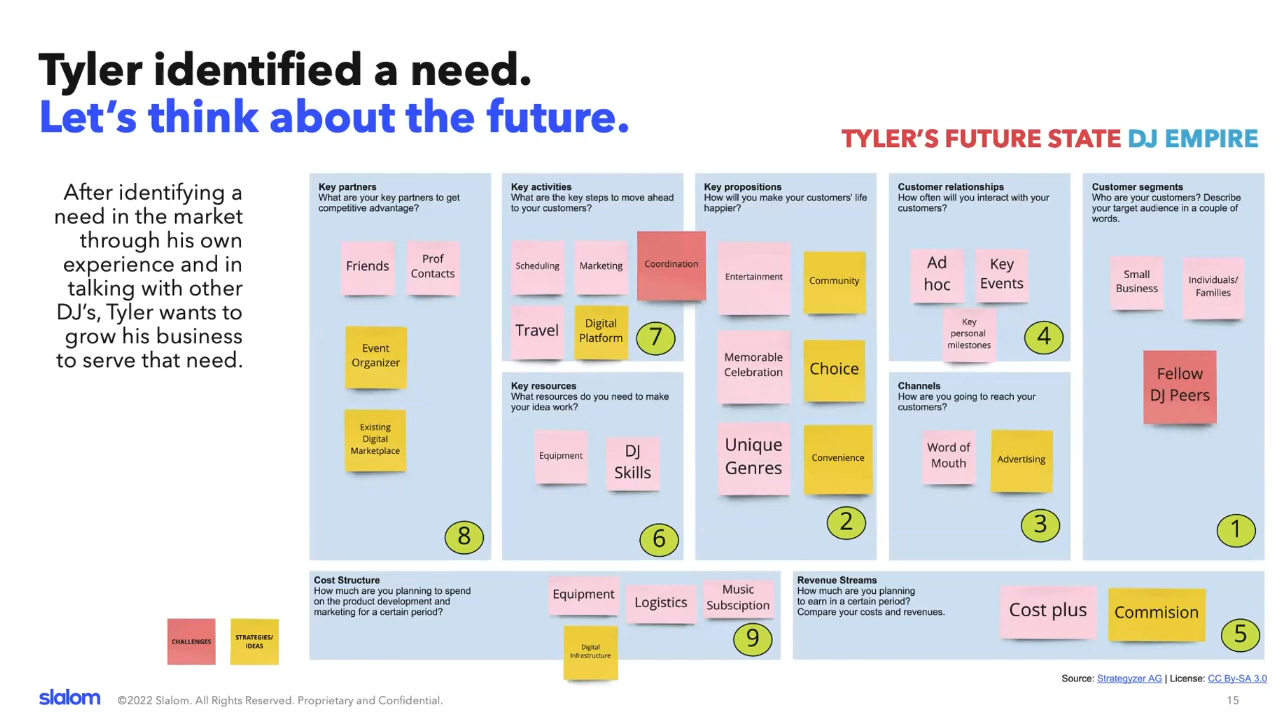 Tyler identified a need.
Let's think about the future.
TYLER'S FUTURE STATE DJ EMPIRE
After identifying a
need in the market
through his own
experience and in
talking with other
DJ's, Tyler wants to
grow his business
to serve that need.
Key partners
What are your key partners to get
competitive advantage?
Friends
Prof
Contacts
Event
Organizer
Existing
Digital
Marketplace
8
Key activities
What are the key steps to move ahead
to your customers?
Scheduling
Marketing
Coordination
Travel
Digital
Platform
7
Key resources
What resources do you need to make
your idea work?
Equipment
DJ
Skills
6
Key propositions
How will you make your customers' life
happier?
Entertainment
Community
Memorable
Celebration
Choice
Unique
Genres
Convenience
2
Customer relationships
How often will you interact with your
customers?
Ad
hoc
Key
Events
Key
personal
milestones
4
Channels
How are you going to reach your
customers?
Word of
Mouth
Advertising
3
Customer segments
Who are your customers? Describe
your target audience in a couple of
words.
Small
Business
Individuals/
Families
Fellow
DJ Peers
1
Cost Structure
How much are you planning to spend
on the product development and
marketing for a certain period?
Equipment
Logistics
Music
Subsciption
Digital
Infrastructure
9
Revenue Streams
How much are you planning
to earn in a certain period?
Compare your costs and revenues.
Cost plus
Commision
5
CHALLENGES
STRATEGIES/
IDEAS
Source: Strategyzer AG | License: CC By-SA 3.0
slalom
©2022 Slalom. All Rights Reserved. Proprietary and Confidential.
15